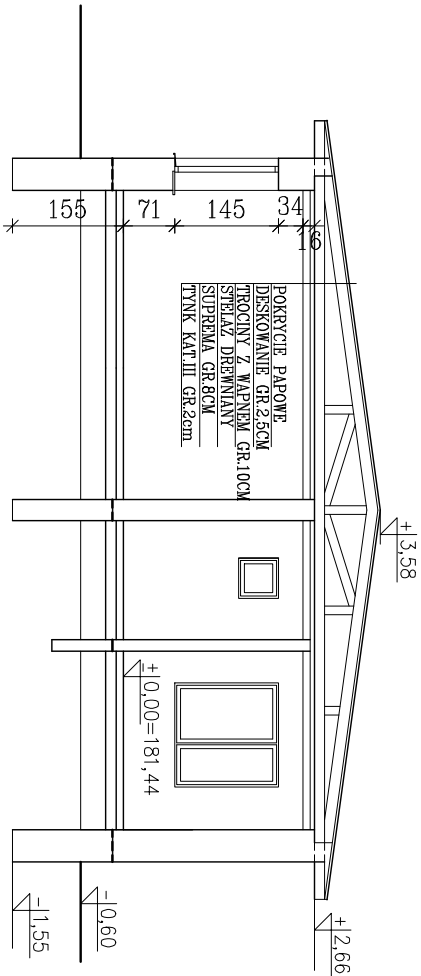 155
71
145
34
16
POKRYCIE PAPOWE
DESKOWANIE GR.2,5CM
TROCINY Z WAPNEM GR.10CM
STELAZ DREWNIANY
SUPREMA GR.8CM
TYNK KAT.III GR.2cm
+3,58
+0,00=181,44
+2,66
-0,60
-1,55